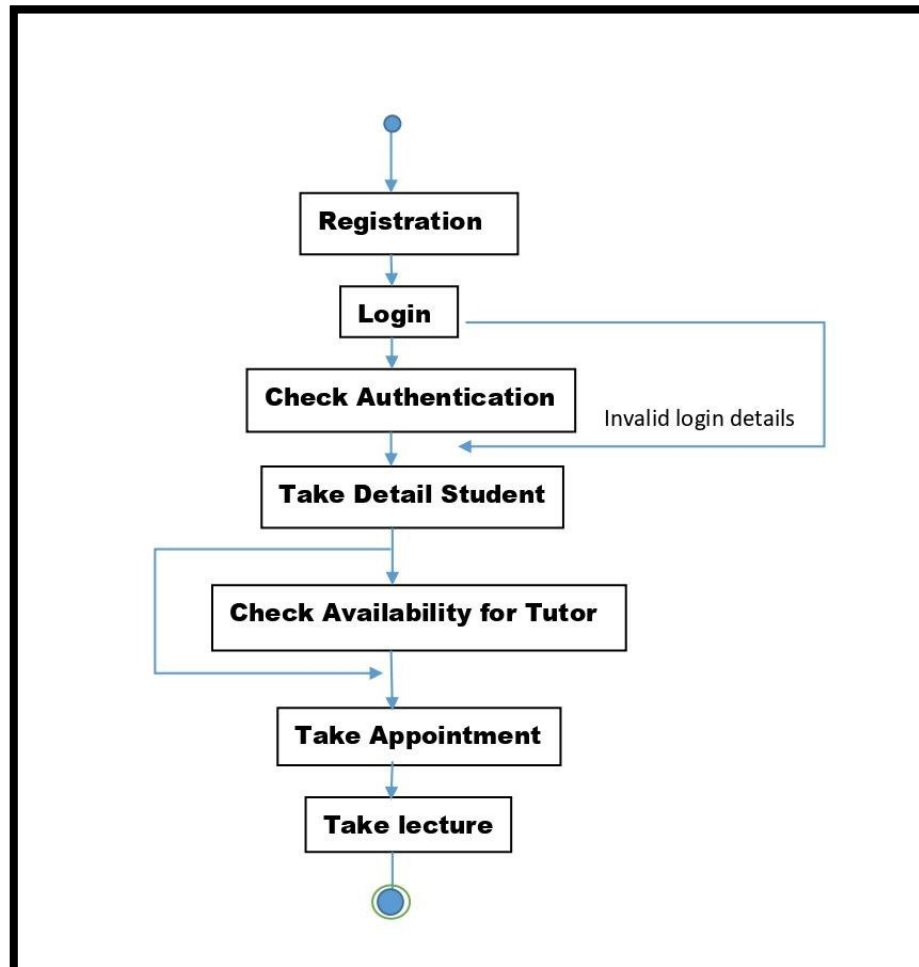 Registration
Login
Check Authentication
Invalid login details
Take Detail Student
Check Availability for Tutor
Take Appointment
Take lecture